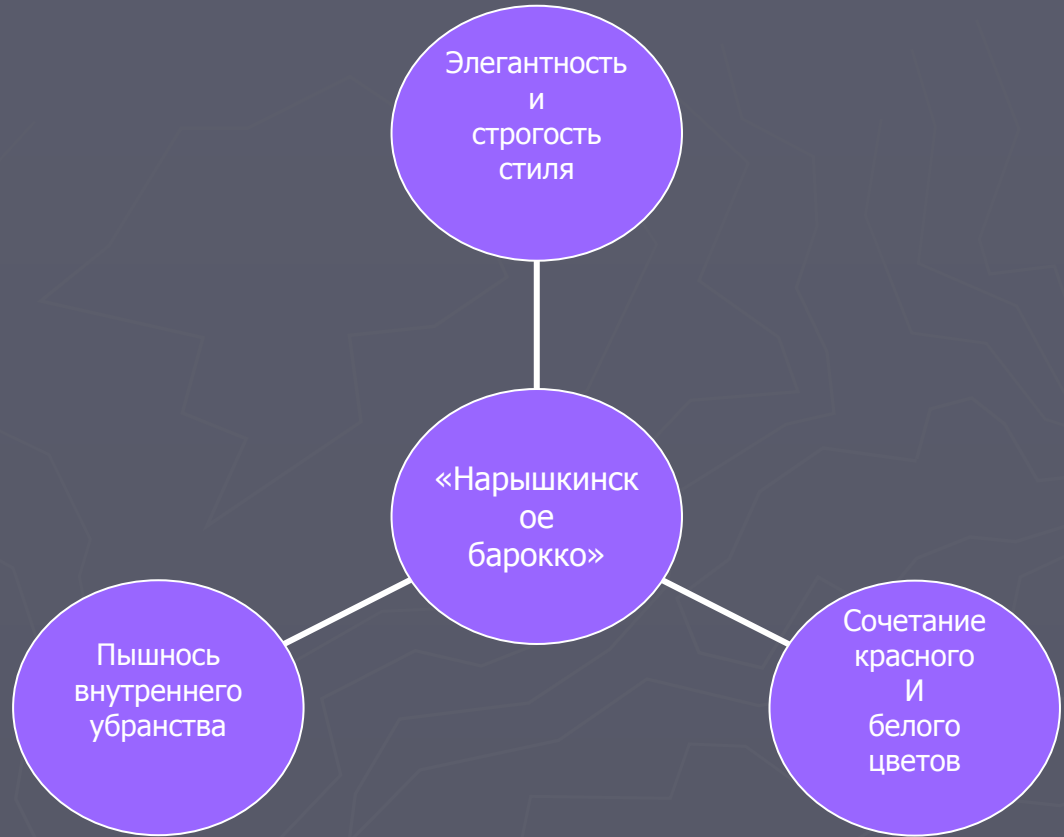 Элегантность
и
строгость
стиля
«Нарышкинск
ое
барокко»
Пышнось
внутреннего
убранства
Сочетание
красного
И
белого
цветов